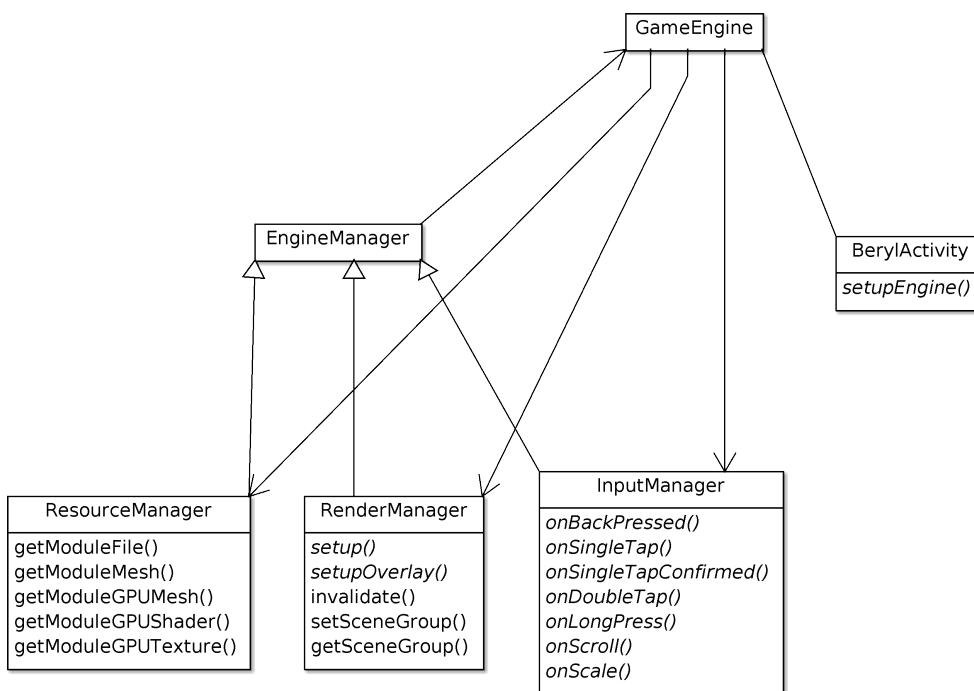 GameEngine
EngineManager
BerylActivity
setupEngine()
ResourceManager
getModuleFile()
getModuleMesh()
getModuleGPUMesh()
getModuleGPUShader()
getModuleGPUTexture()
RenderManager
setup()
setupOverlay()
invalidate()
setSceneGroup()
getSceneGroup()
InputManager
onBackPressed()
onSingleTap()
onSingleTapConfirmed()
onDoubleTap()
onLongPress()
onScroll()
onScale()